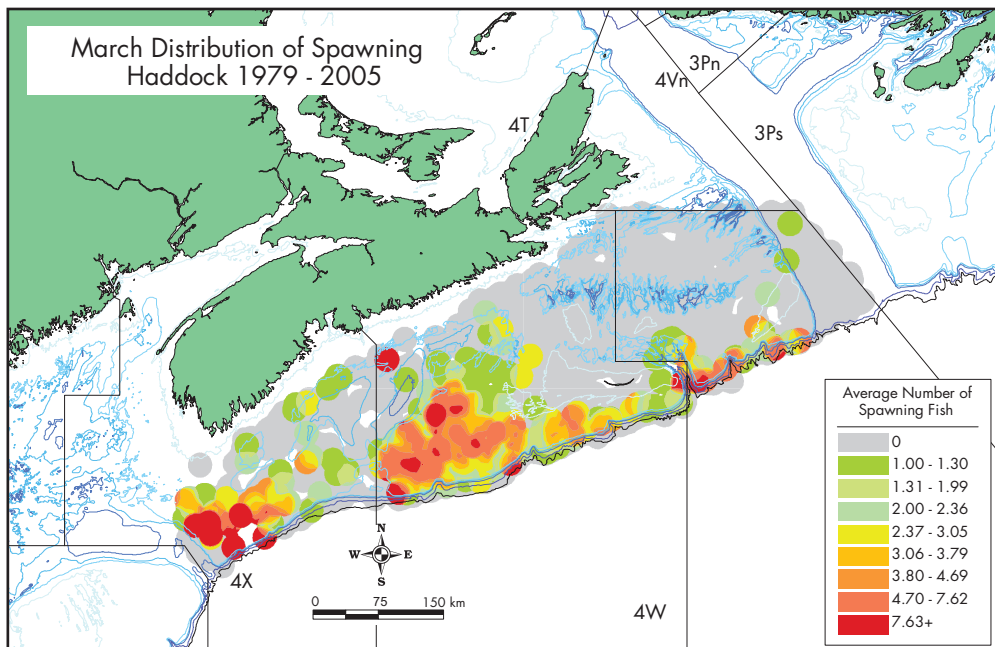 March Distribution of Spawning
Haddock 1979 - 2005
3Pn
4Vn
4T
3Ps
N
W E
S
4X
0 75 150 km
4W
Average Number of
Spawning Fish
0
1.00 - 1.30
1.31 - 1.99
2.00 - 2.36
2.37 - 3.05
3.06 - 3.79
3.80 - 4.69
4.70 - 7.62
7.63+